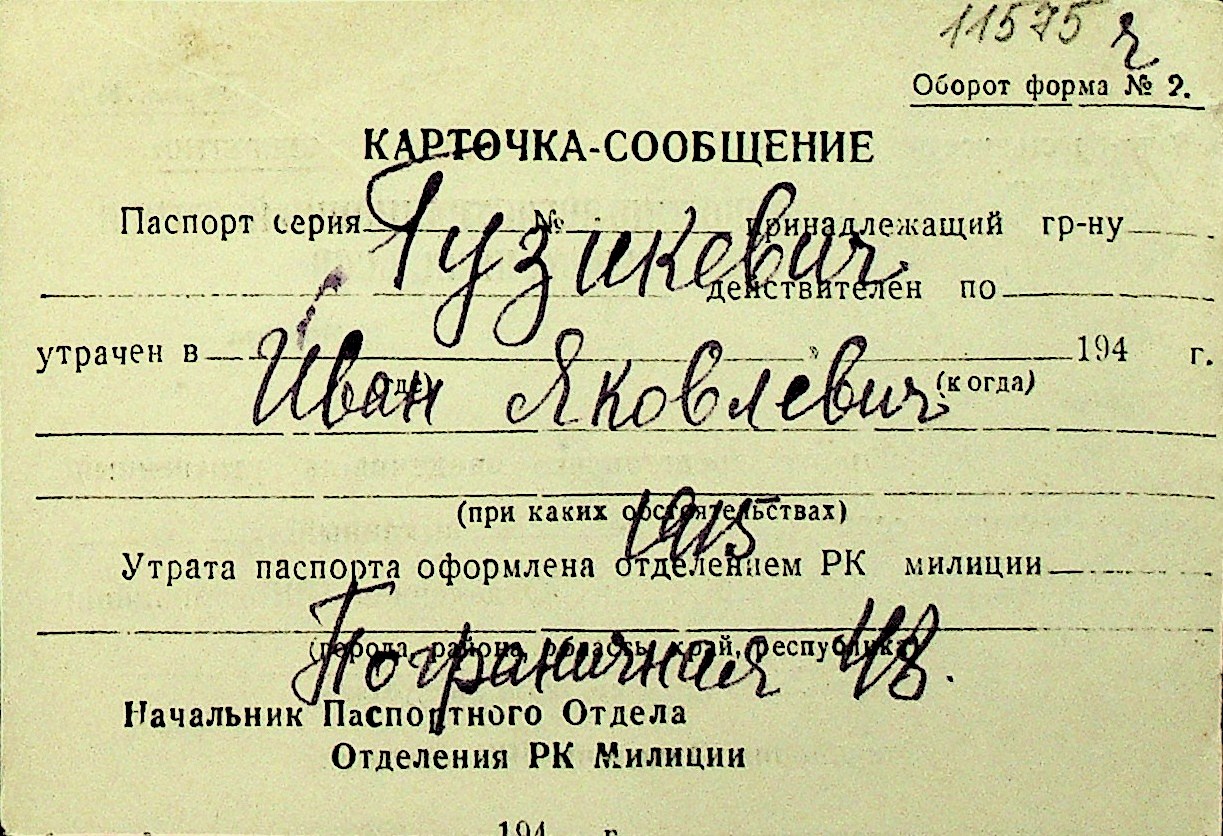 11575 г
Оборот форма № 2.
КАРТОЧКА-СООБЩЕНИЕ
Паспорт серия № принадлежащий гр-ну
Гузикевич
действителен по
утрачен в " 194 г.
Иван Яковлевич
(где) (когда)
(при каких обстоятельствах)
1915
Утрата паспорта оформлена отделением РК милиции
(города, района, область, край, республика)
Пограничная 48.
Начальник Паспортного Отдела
Отделения РК Милиции
194 г.